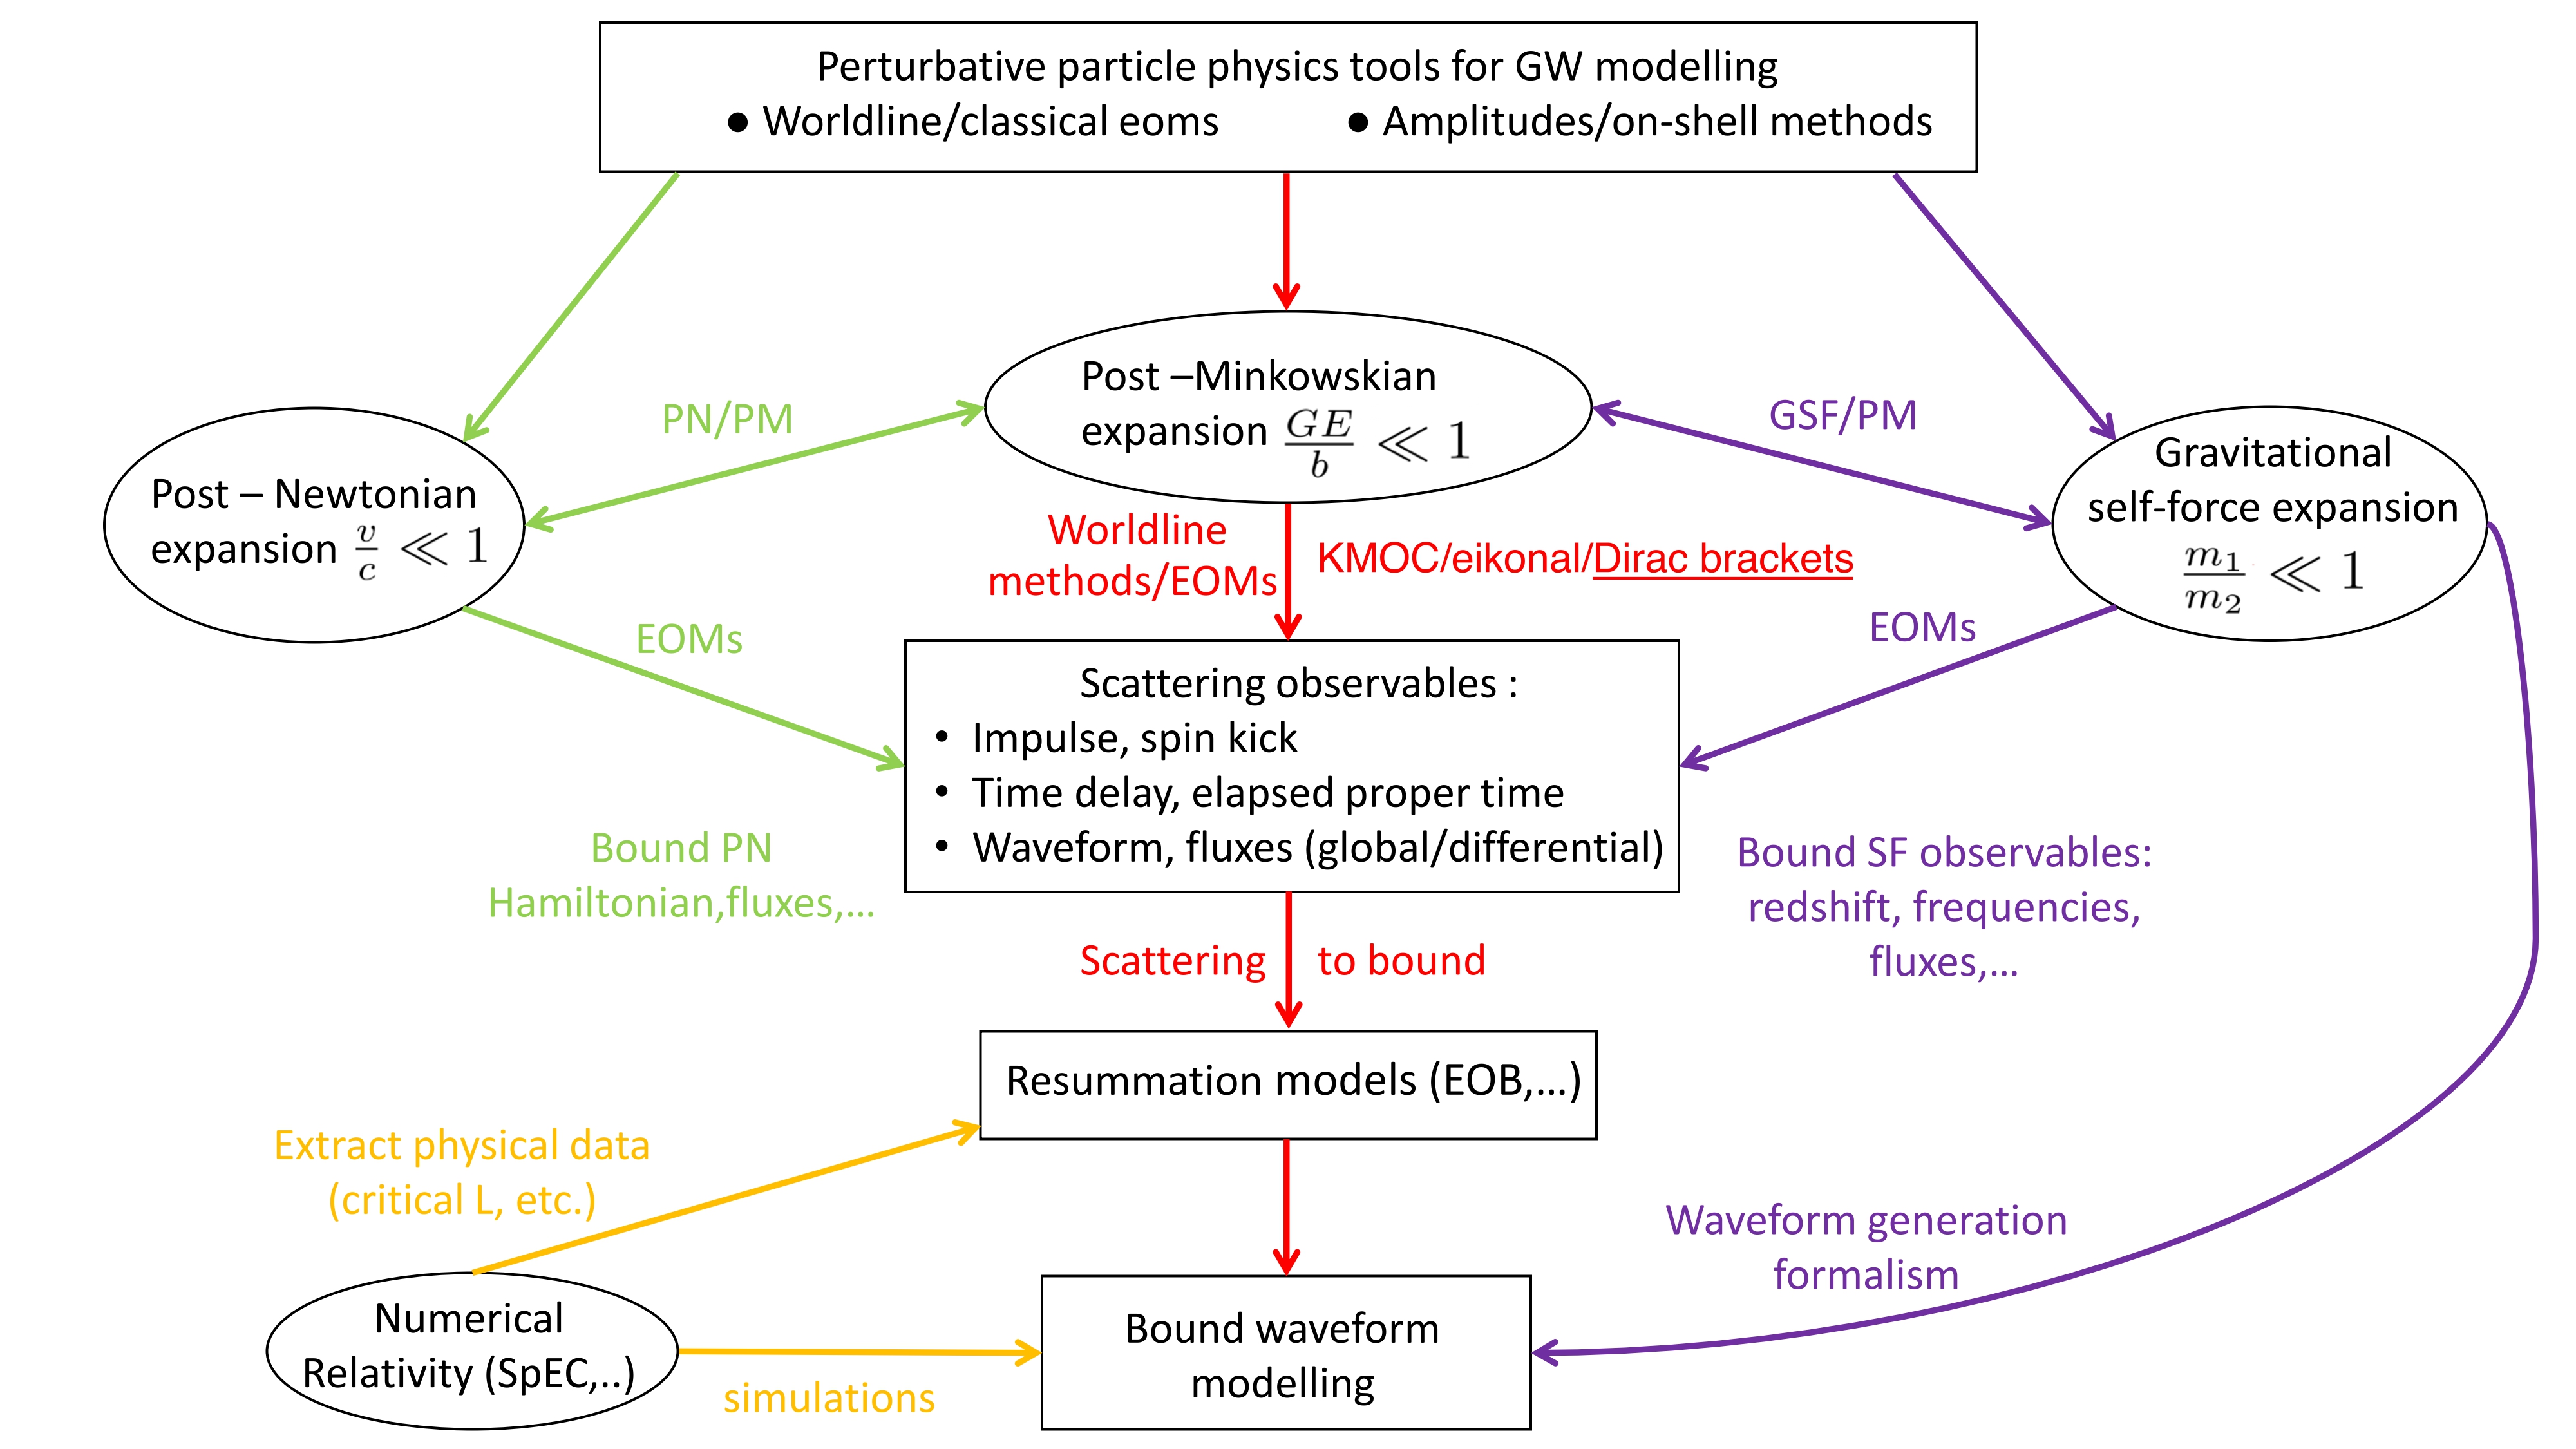 Perturbative particle physics tools for GW modelling
● Worldline/classical eoms ● Amplitudes/on-shell methods
PN/PM
Post –Minkowskian
expansion $\frac{GE}{b} \ll 1$
GSF/PM
Post – Newtonian
expansion $\frac{v}{c} \ll 1$
Gravitational
self-force expansion
$\frac{m_1}{m_2} \ll 1$
Worldline
methods/EOMs
KMOC/eikonal/Dirac brackets
EOMs
EOMs
Scattering observables :
• Impulse, spin kick
• Time delay, elapsed proper time
• Waveform, fluxes (global/differential)
Bound PN
Hamiltonian,fluxes,...
Bound SF observables:
redshift, frequencies,
fluxes,...
Scattering to bound
Resummation models (EOB,...)
Extract physical data
(critical L, etc.)
Waveform generation
formalism
Numerical
Relativity (SpEC,..)
simulations
Bound waveform
modelling